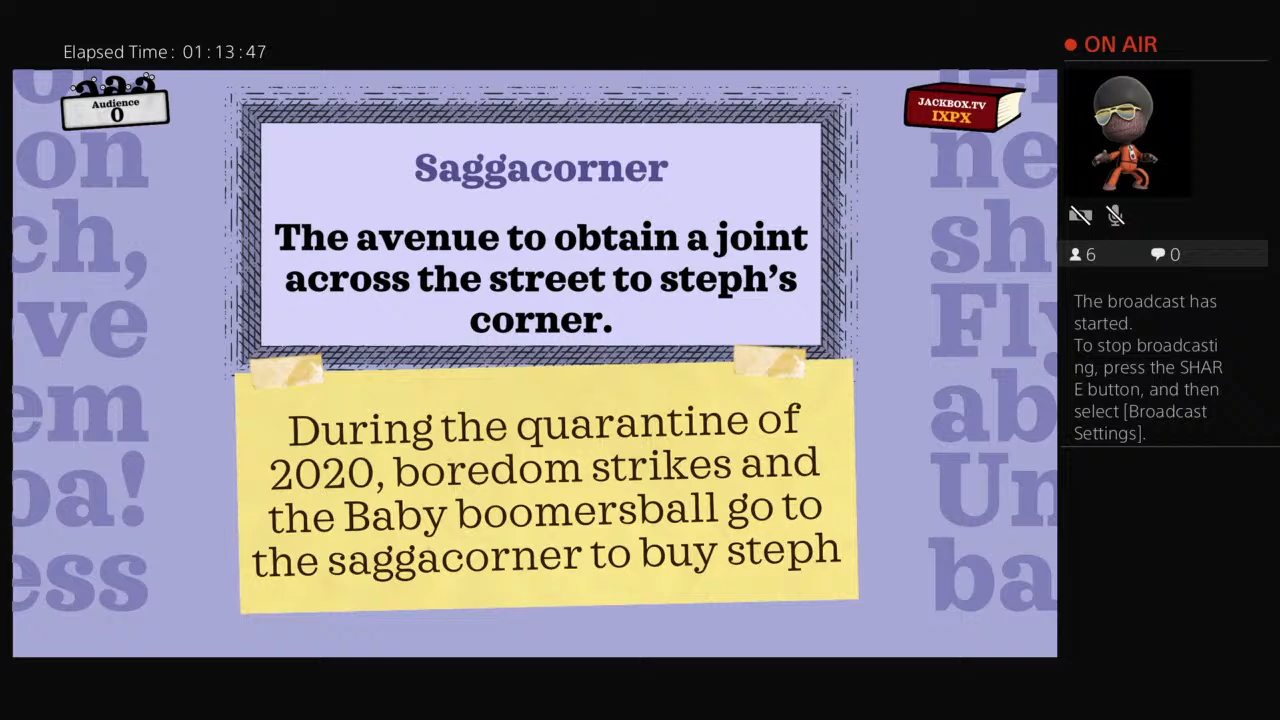 Elapsed Time: 01:13:47
ON AIR
Audience
0
JACKBOX.TV
IXPX
Saggacorner
The avenue to obtain a joint
across the street to steph’s
corner.
During the quarantine of
2020, boredom strikes and
the Baby boomersball go to
the saggacorner to buy steph
6
0
The broadcast has
started.
To stop broadcasti
ng, press the SHAR
E button, and then
select [Broadcast
Settings].